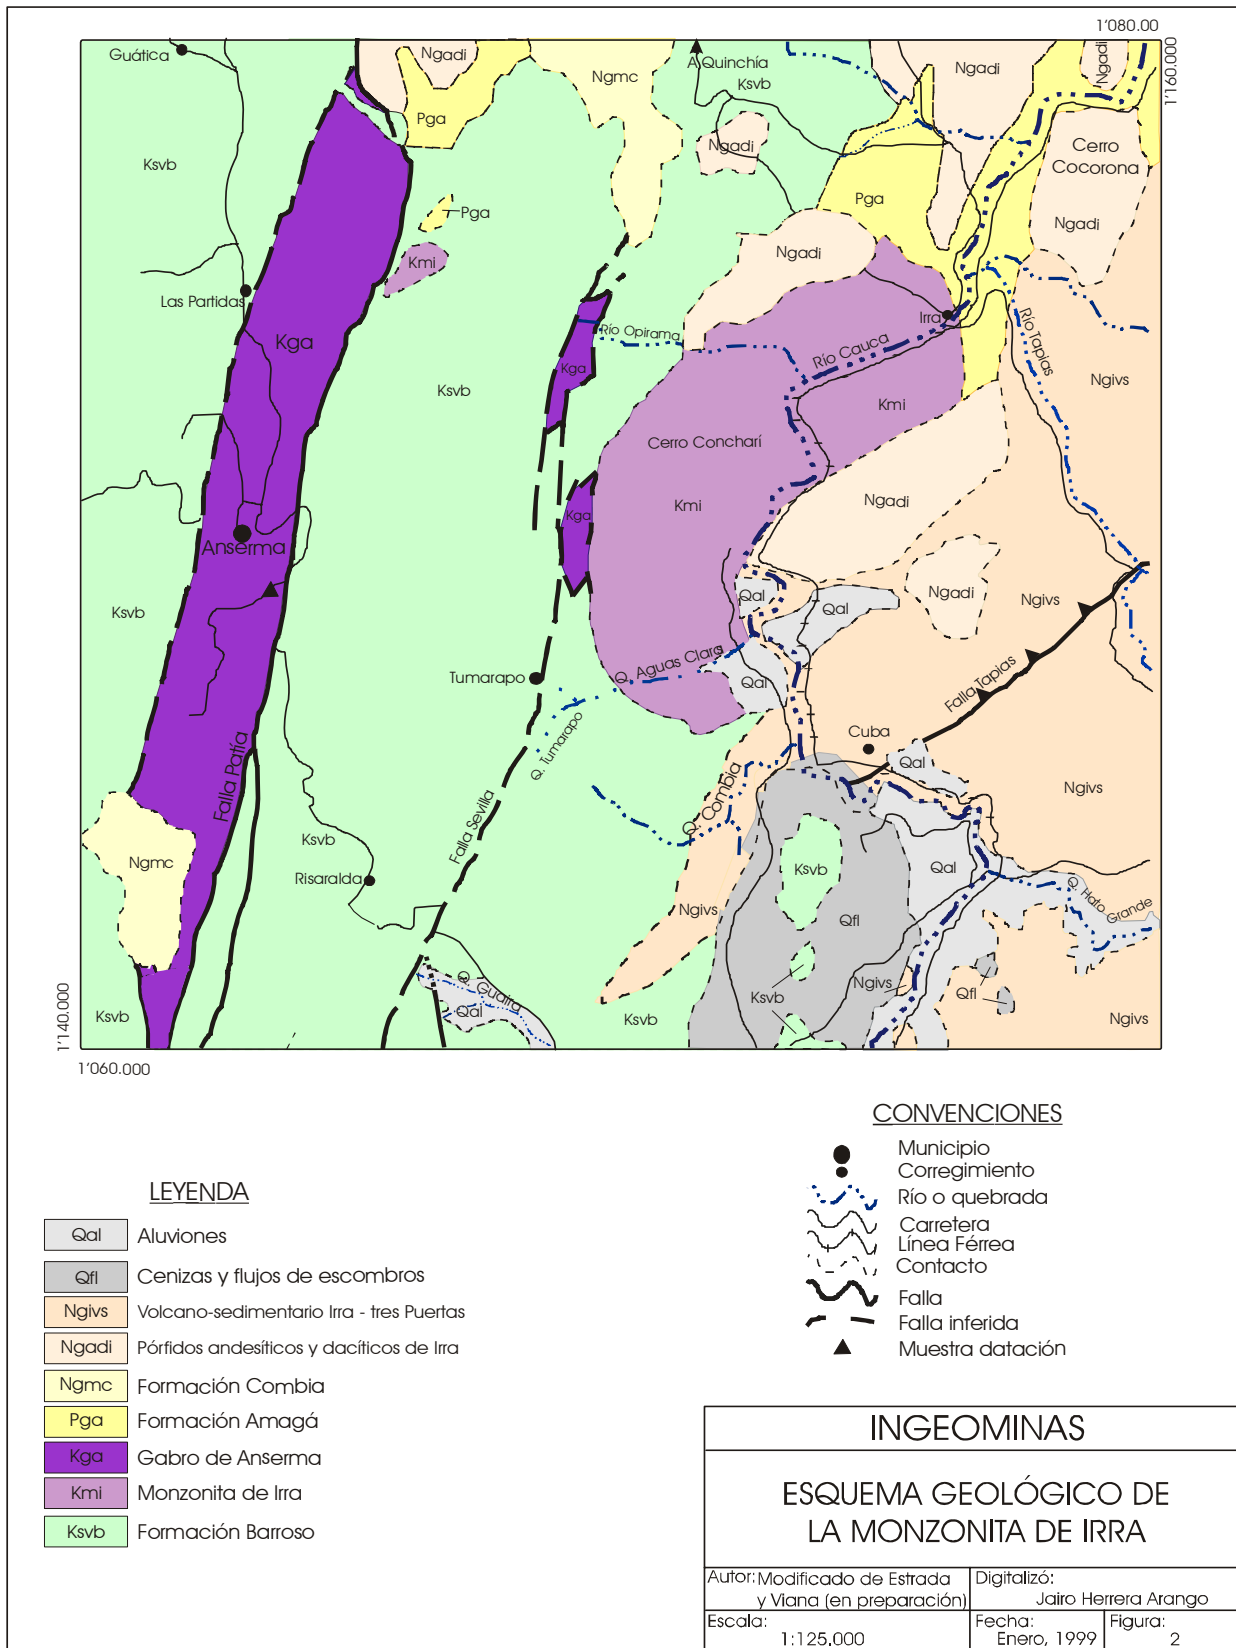 1'080.00
1'160.000
Guática
Ngadi
Ngmc
A Quinchía
Ksvb
Ngadi
Ngadi
Pga
Ngadi
Cerro
Cocorona
Ksvb
Pga
Pga
Ngadi
Kmi
Ngadi
Las Partidas
Irra
Río Opirama
Río Cauca
Río Tapias
Kga
Kga
Ksvb
Ngivs
Kmi
Cerro Concharí
Kmi
Ngadi
Kga
Anserma
Qal
Qal
Ngadi
Ngivs
Ksvb
Q. Aguas Clara
Tumarapo
Qal
Falla Tapias
Q. Tumarapo
Cuba
Falla Patía
Qal
Ngivs
Q. Combia
Falla Sevilla
Ksvb
Ngmc
Ksvb
Qal
Risaralda
Q. Hato Grande
Ngivs
Qfl
Q. Guaira
Ngivs
Qfl
Ksvb
Qal
Ksvb
Ksvb
Ngivs
1'140.000
1'060.000
CONVENCIONES
Municipio
Corregimiento
Río o quebrada
Carretera
Línea Férrea
Contacto
Falla
Falla inferida
Muestra datación
LEYENDA
Qal Aluviones
Qfl Cenizas y flujos de escombros
Ngivs Volcano-sedimentario Irra - tres Puertas
Ngadi Pórfidos andesíticos y dacíticos de Irra
Ngmc Formación Combia
Pga Formación Amagá
Kga Gabro de Anserma
Kmi Monzonita de Irra
Ksvb Formación Barroso
INGEOMINAS
ESQUEMA GEOLÓGICO DE
LA MONZONITA DE IRRA
Autor: Modificado de Estrada
y Viana (en preparación)
Digitalizó:
Jairo Herrera Arango
Escala:
1:125,000
Fecha:
Enero, 1999
Figura:
2